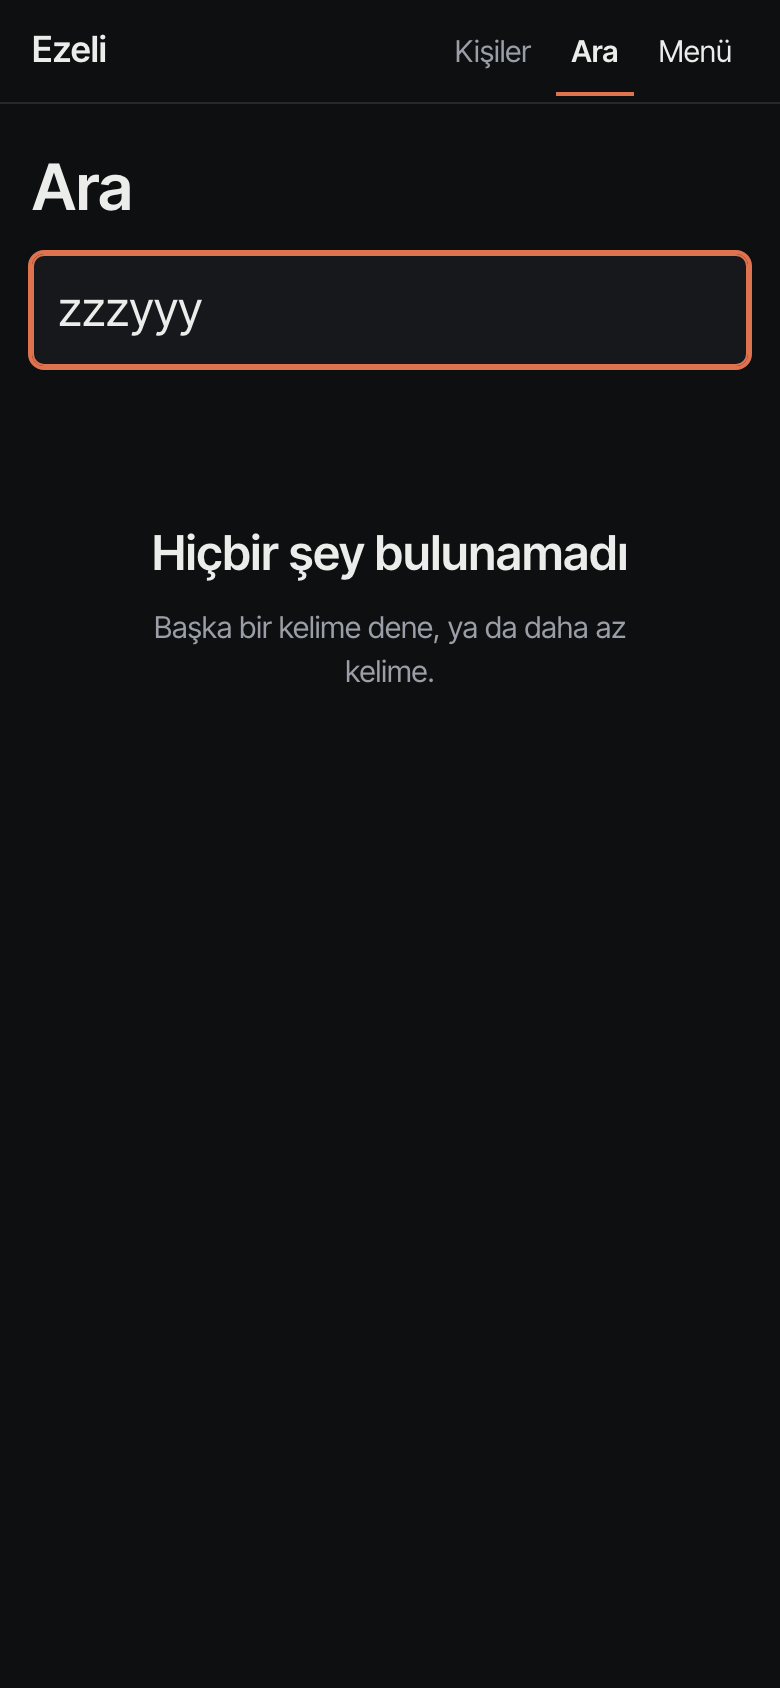 Ezeli
Kişiler Ara Menü
Ara
zzzyyy
Hiçbir şey bulunamadı
Başka bir kelime dene, ya da daha az
kelime.